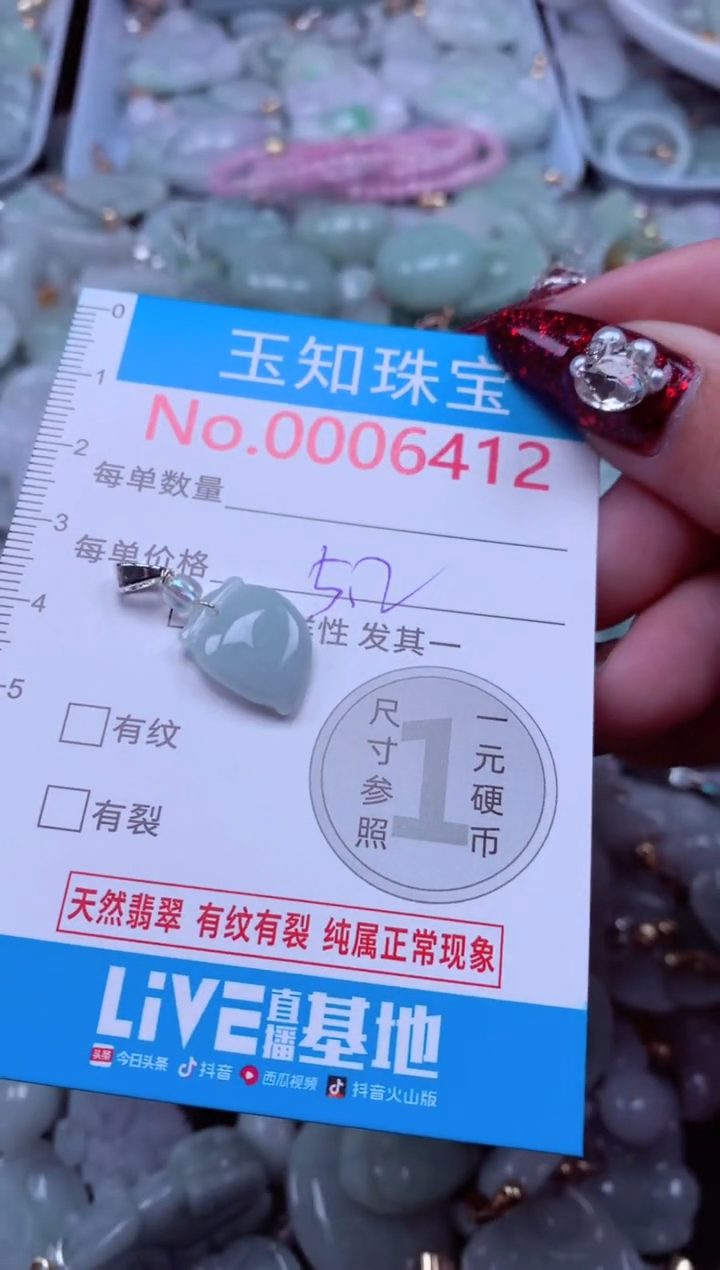 0
1
2
3
4
5
玉知珠宝
No.0006412
每单数量
每单价格 52
性 发其一
有纹
有裂
尺寸参照
1
一元硬币
天然翡翠 有纹有裂 纯属正常现象
LiVE直播基地
头条 今日头条 抖音 西瓜视频 抖音火山版